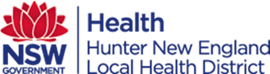 NSW
GOVERNMENT
Health
Hunter New England
Local Health District